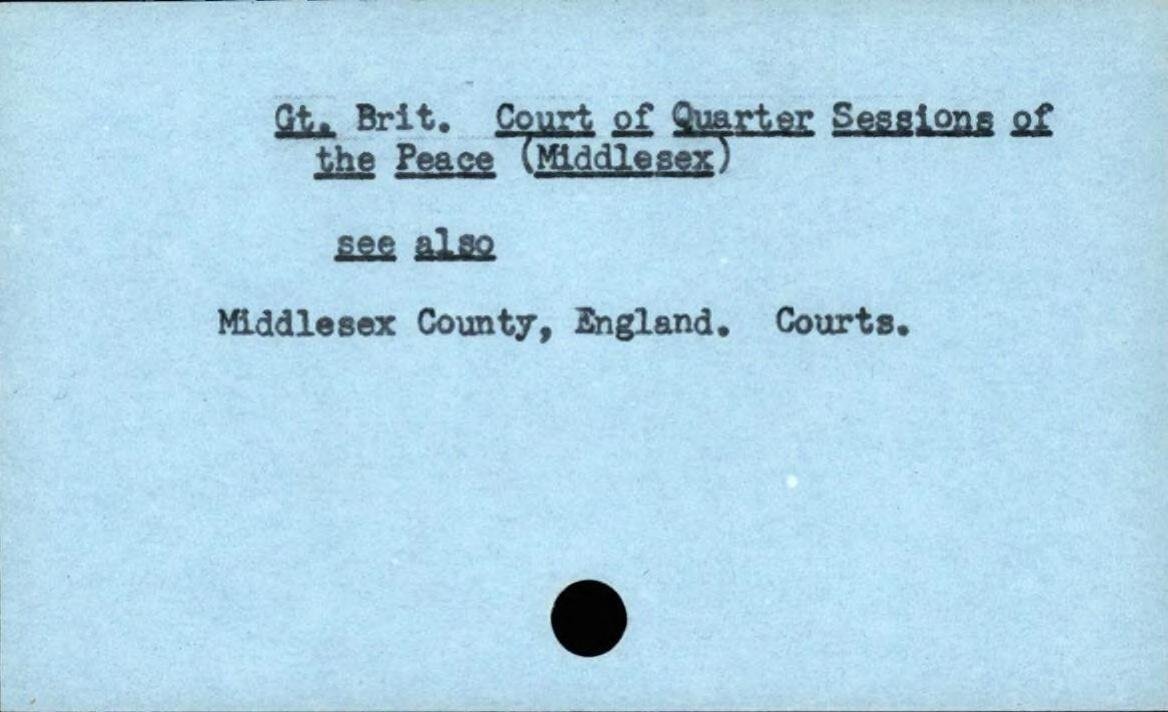 Gt. Brit. Court of Quarter Sessions of
the Peace (Middlesex)
see also
Middlesex County, England. Courts.